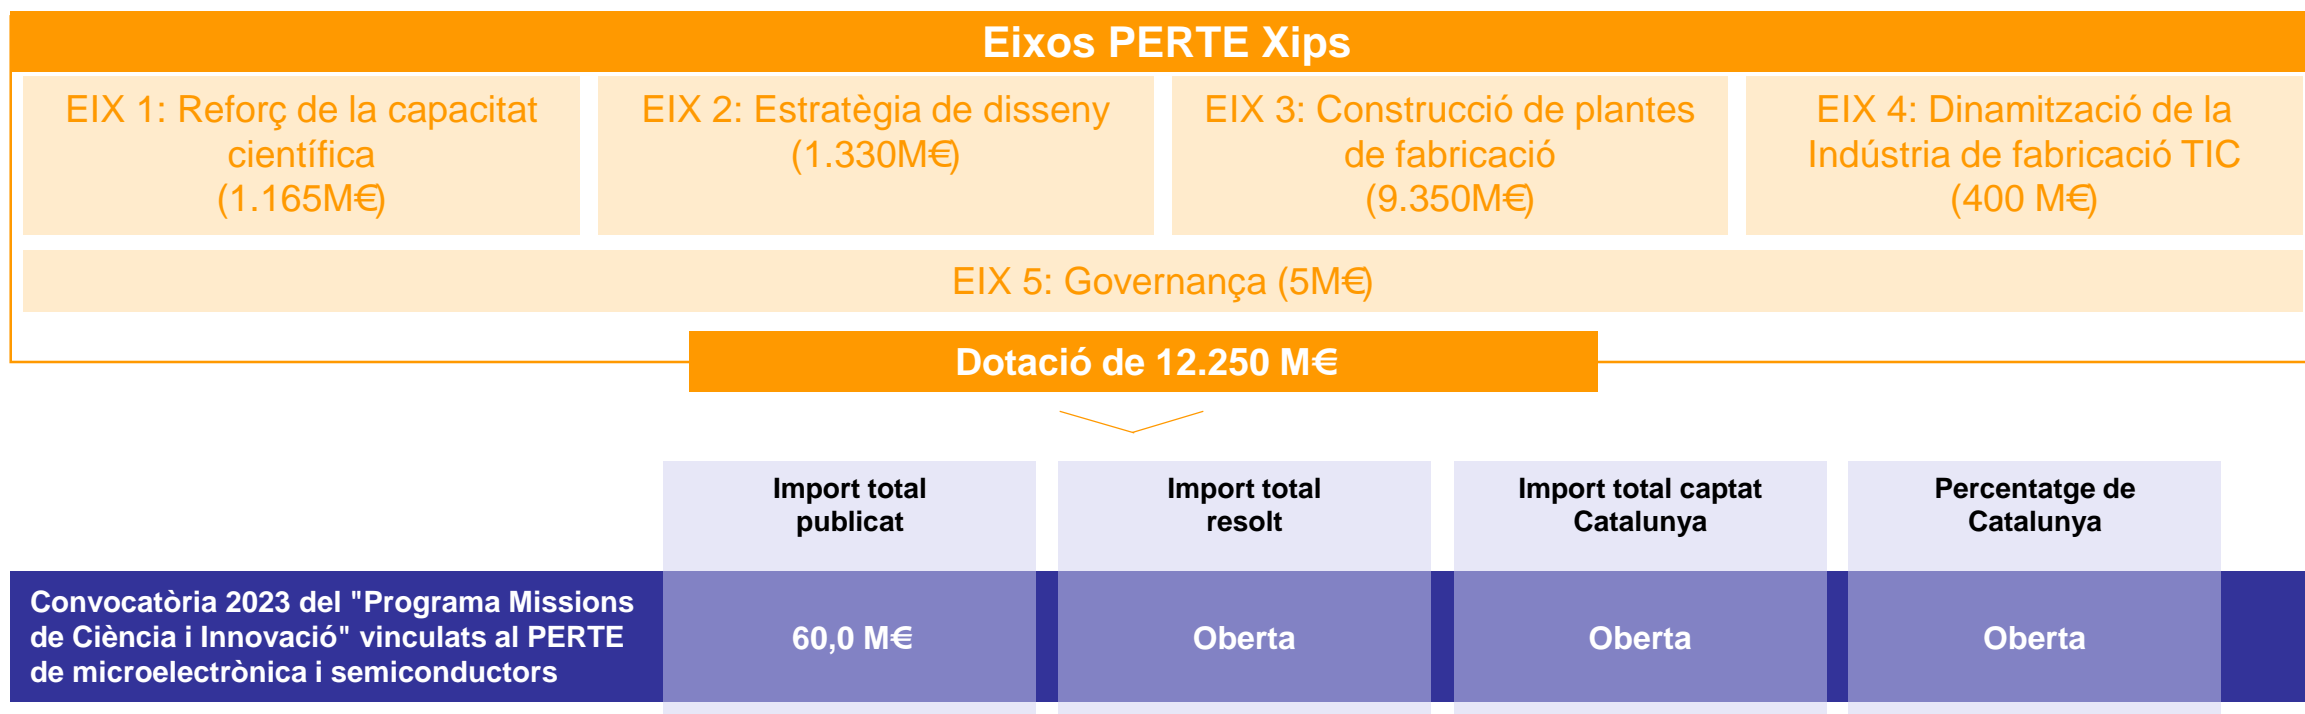 Eixos PERTE Xips
EIX 1: Reforç de la capacitat
científica
(1.165M€)
EIX 2: Estratègia de disseny
(1.330M€)
EIX 3: Construcció de plantes
de fabricació
(9.350M€)
EIX 4: Dinamització de la
Indústria de fabricació TIC
(400 M€)
EIX 5: Governança (5M€)
Dotació de 12.250 M€
Import total
publicat
Import total
resolt
Import total captat
Catalunya
Percentatge de
Catalunya
Convocatòria 2023 del "Programa Missions
de Ciència i Innovació" vinculats al PERTE
de microelectrònica i semiconductors
60,0 M€
Oberta
Oberta
Oberta